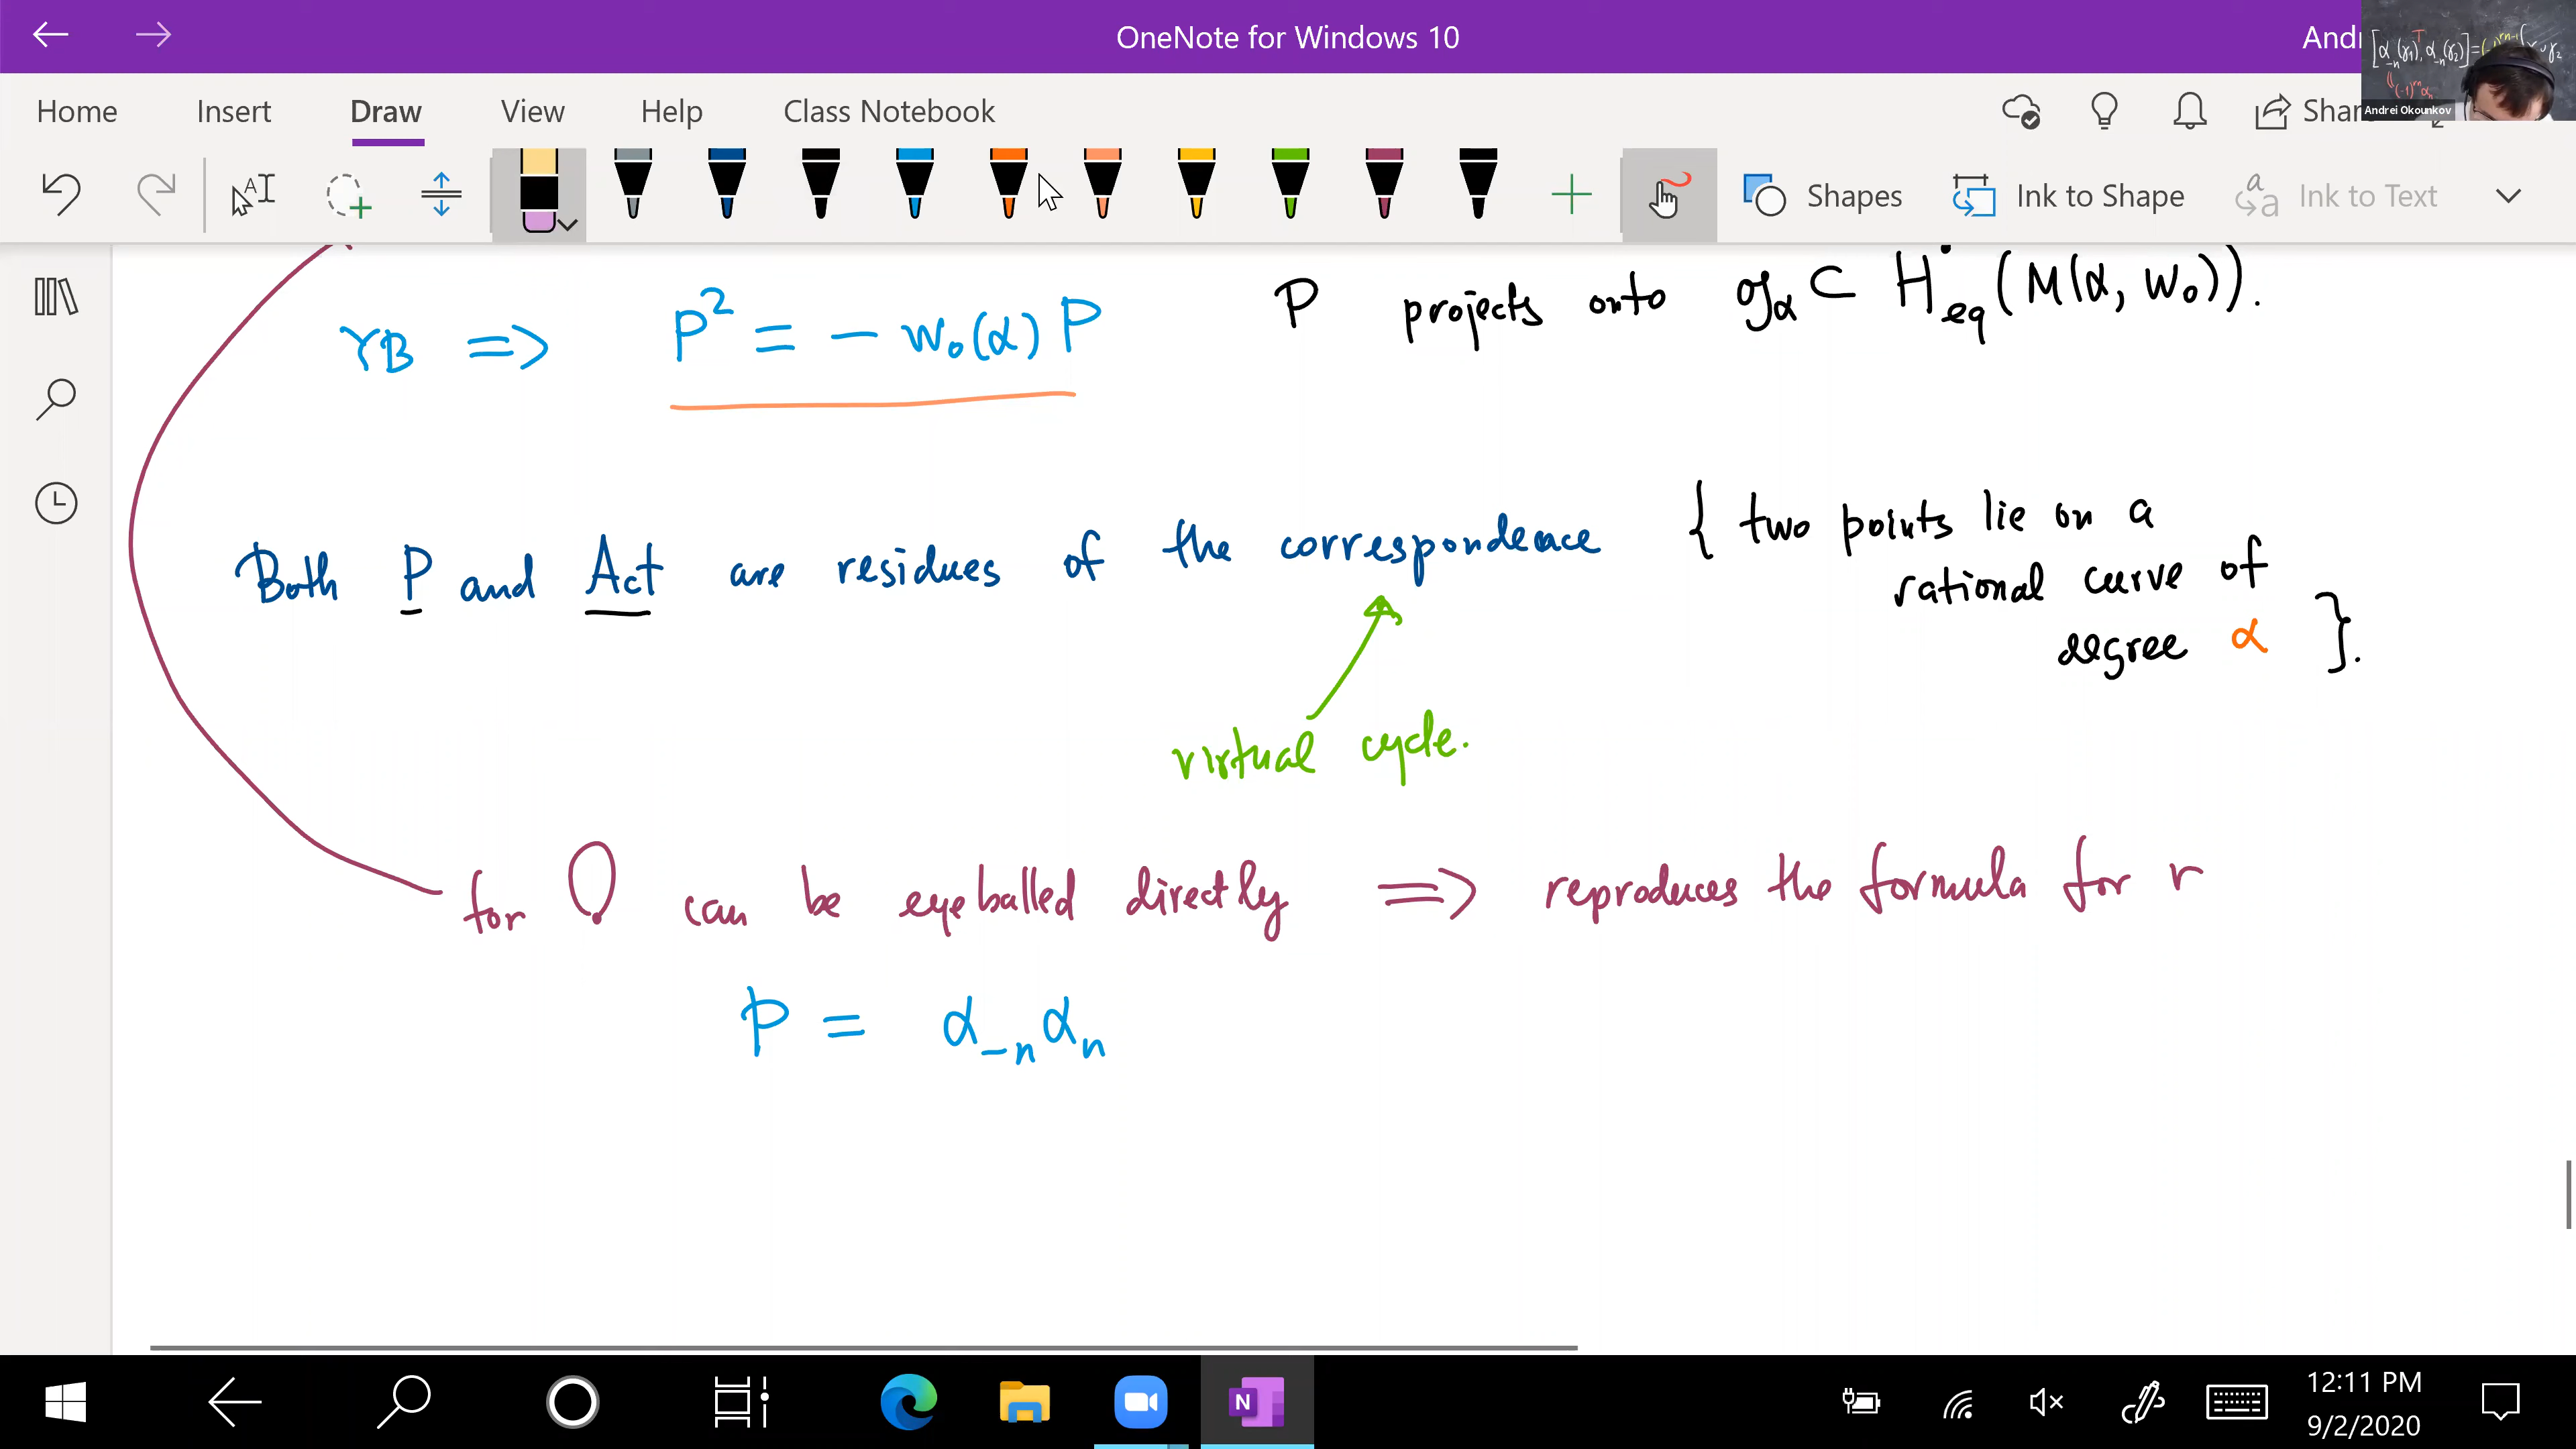 OneNote for Windows 10
Andrei Okounkov
Home Insert Draw View Help Class Notebook
Shapes Ink to Shape Ink to Text
YB => P² = - w₀(α) P
P projects onto g_α ⊂ H^•_eq (M(α, w₀)).
Both P and Act are residues of the correspondence { two points lie on a
rational curve of
degree α }.
virtual cycle.
for can be eyeballed directly => reproduces the formula for r
P = α₋ₙ αₙ
12:11 PM
9/2/2020